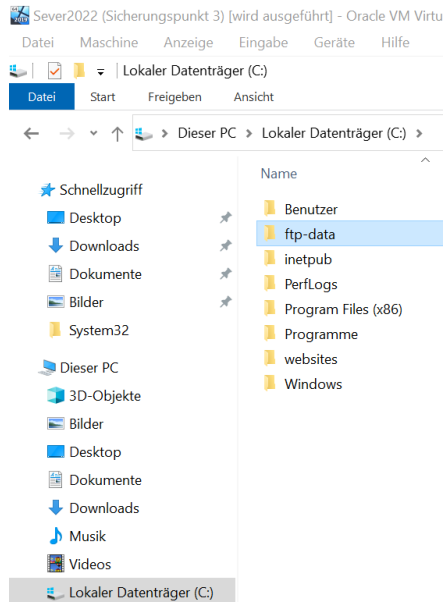 Sever2022 (Sicherungspunkt 3) [wird ausgeführt] - Oracle VM Virtu
Datei Maschine Anzeige Eingabe Geräte Hilfe
Lokaler Datenträger (C:)
Datei Start Freigeben Ansicht
Dieser PC > Lokaler Datenträger (C:) >
Name
Schnellzugriff
Desktop
Downloads
Dokumente
Bilder
System32
Dieser PC
3D-Objekte
Bilder
Desktop
Dokumente
Downloads
Musik
Videos
Lokaler Datenträger (C:)
Benutzer
ftp-data
inetpub
PerfLogs
Program Files (x86)
Programme
websites
Windows